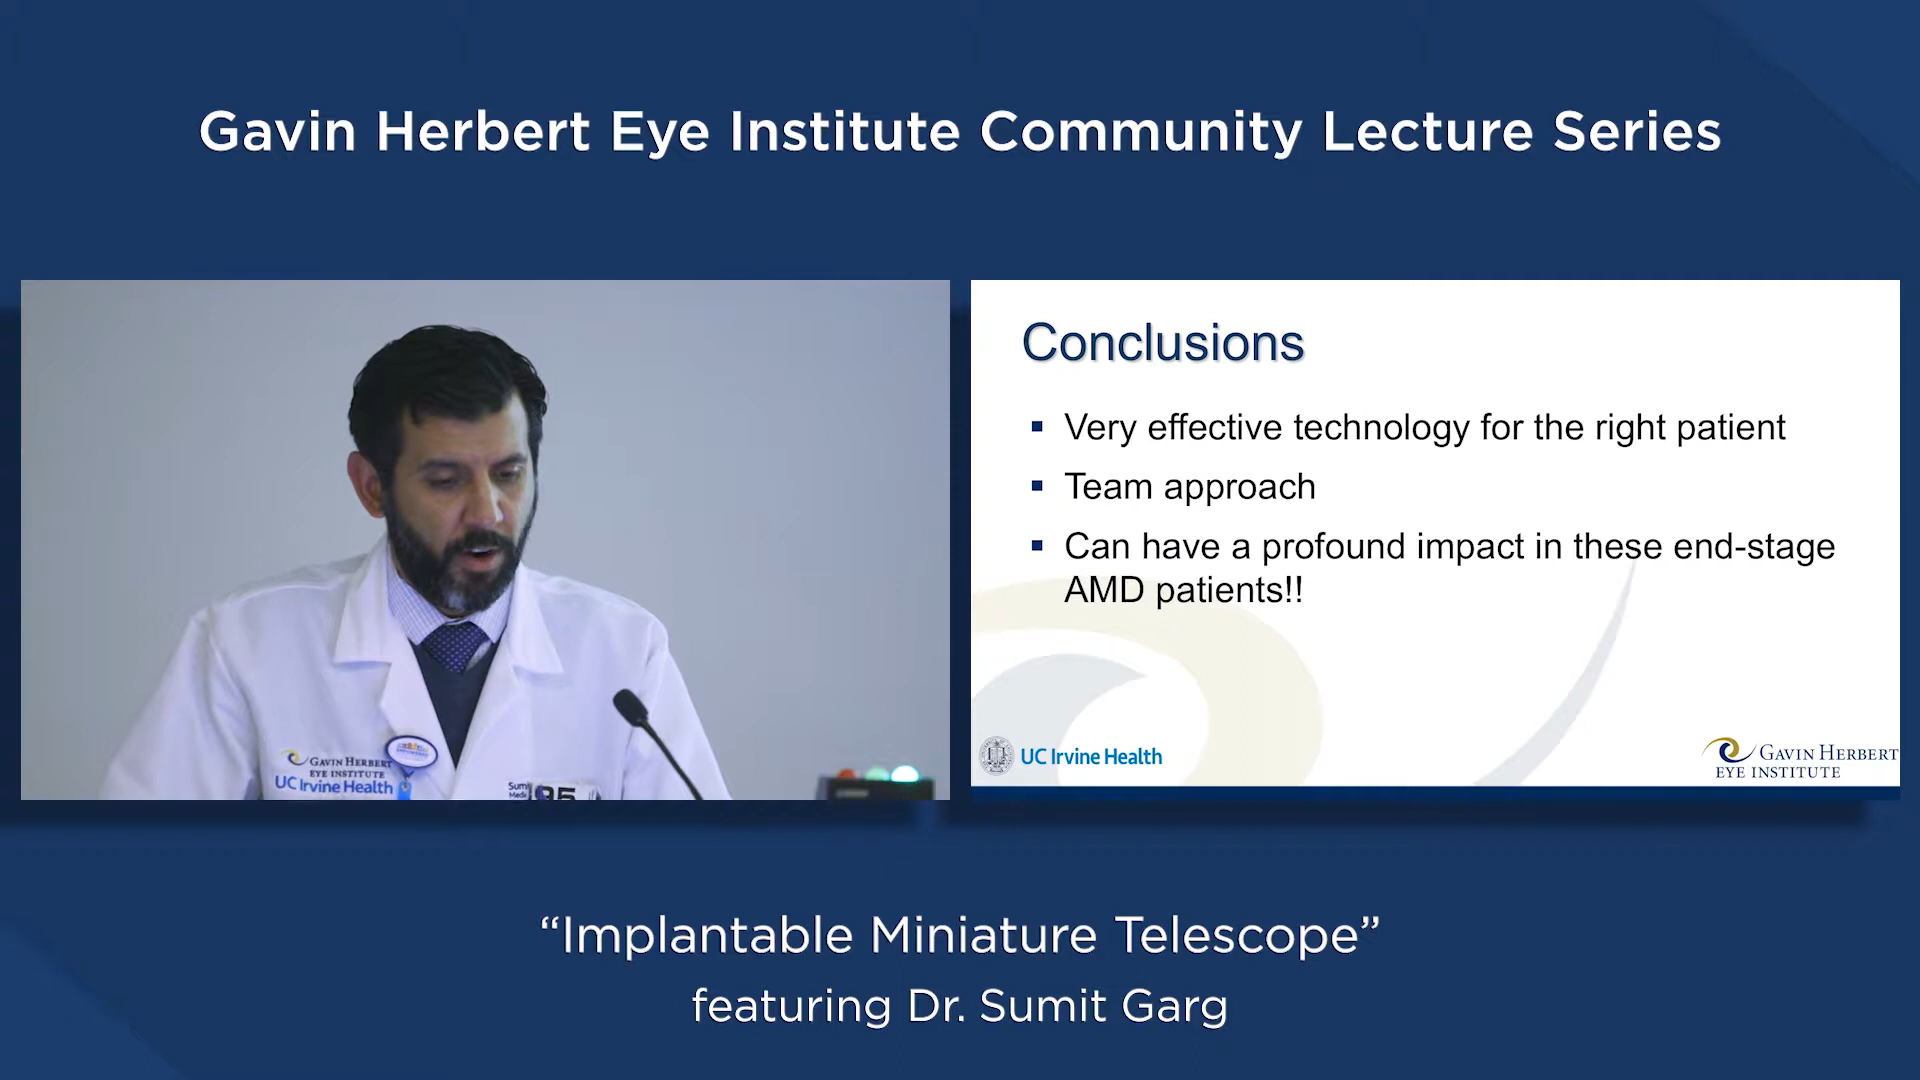 Gavin Herbert Eye Institute Community Lecture Series
GAVIN HERBERT
EYE INSTITUTE
UC Irvine Health
Conclusions
▪ Very effective technology for the right patient
▪ Team approach
▪ Can have a profound impact in these end-stage
AMD patients!!
UC Irvine Health
GAVIN HERBERT
EYE INSTITUTE
“Implantable Miniature Telescope”
featuring Dr. Sumit Garg